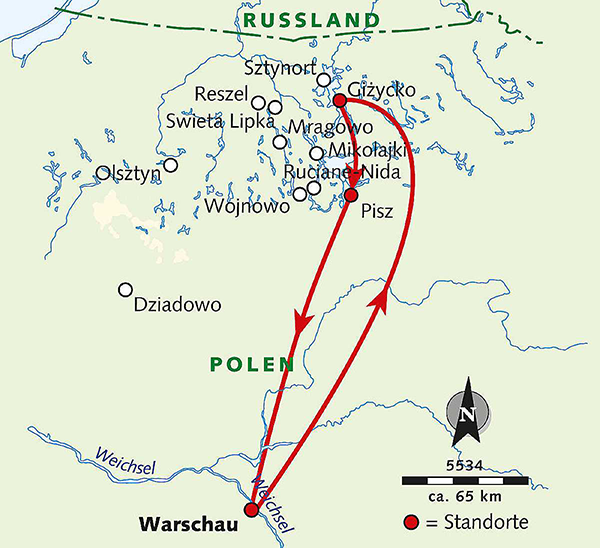 RUSSLAND
Sztynort
Giżycko
Reszel
Swieta Lipka
Mragowo
Mikolajki
Olsztyn
Ruciane-Nida
Wojnowo
Pisz
Dziadowo
POLEN
Weichsel
Weichsel
Warschau
N
5534
ca. 65 km
= Standorte